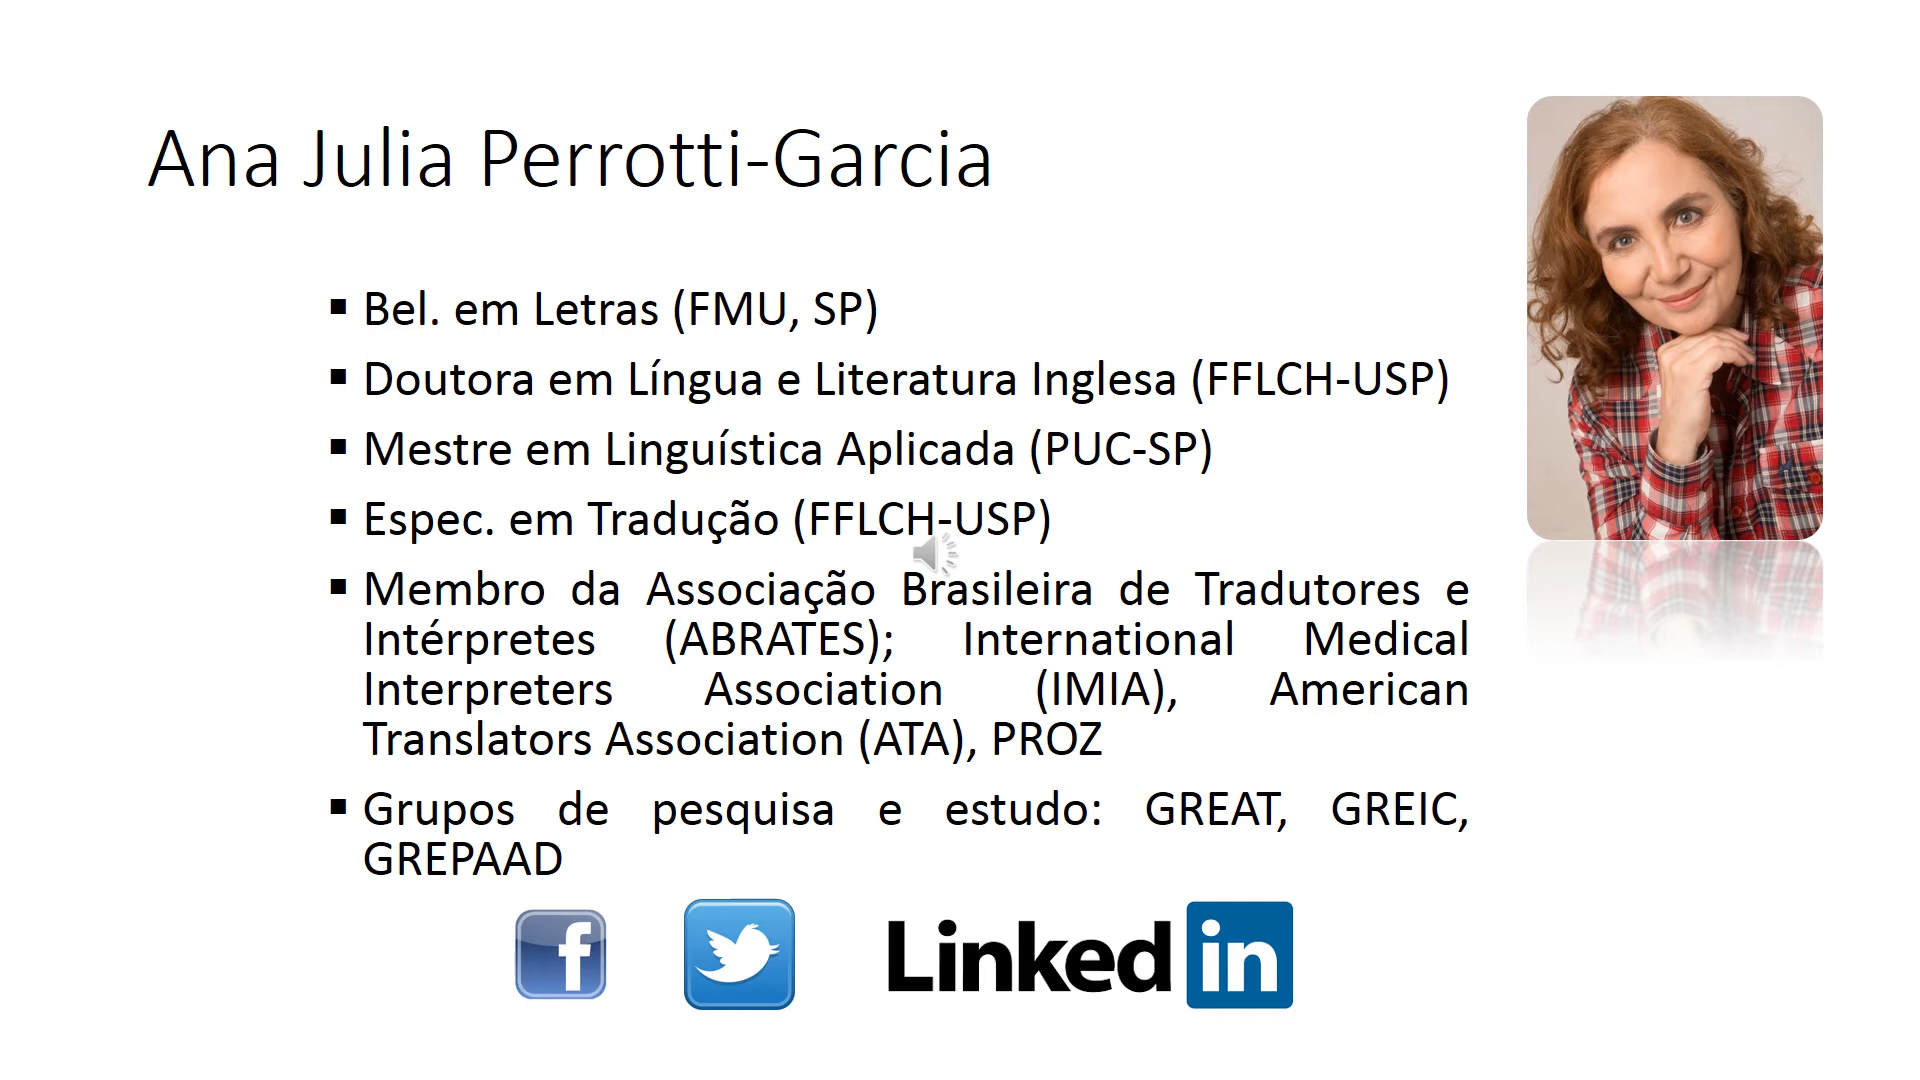 Ana Julia Perrotti-Garcia
▪ Bel. em Letras (FMU, SP)
▪ Doutora em Língua e Literatura Inglesa (FFLCH-USP)
▪ Mestre em Linguística Aplicada (PUC-SP)
▪ Espec. em Tradução (FFLCH-USP)
▪ Membro da Associação Brasileira de Tradutores e
Intérpretes (ABRATES); International Medical
Interpreters Association (IMIA), American
Translators Association (ATA), PROZ
▪ Grupos de pesquisa e estudo: GREAT, GREIC,
GREPAAD
f Linked in